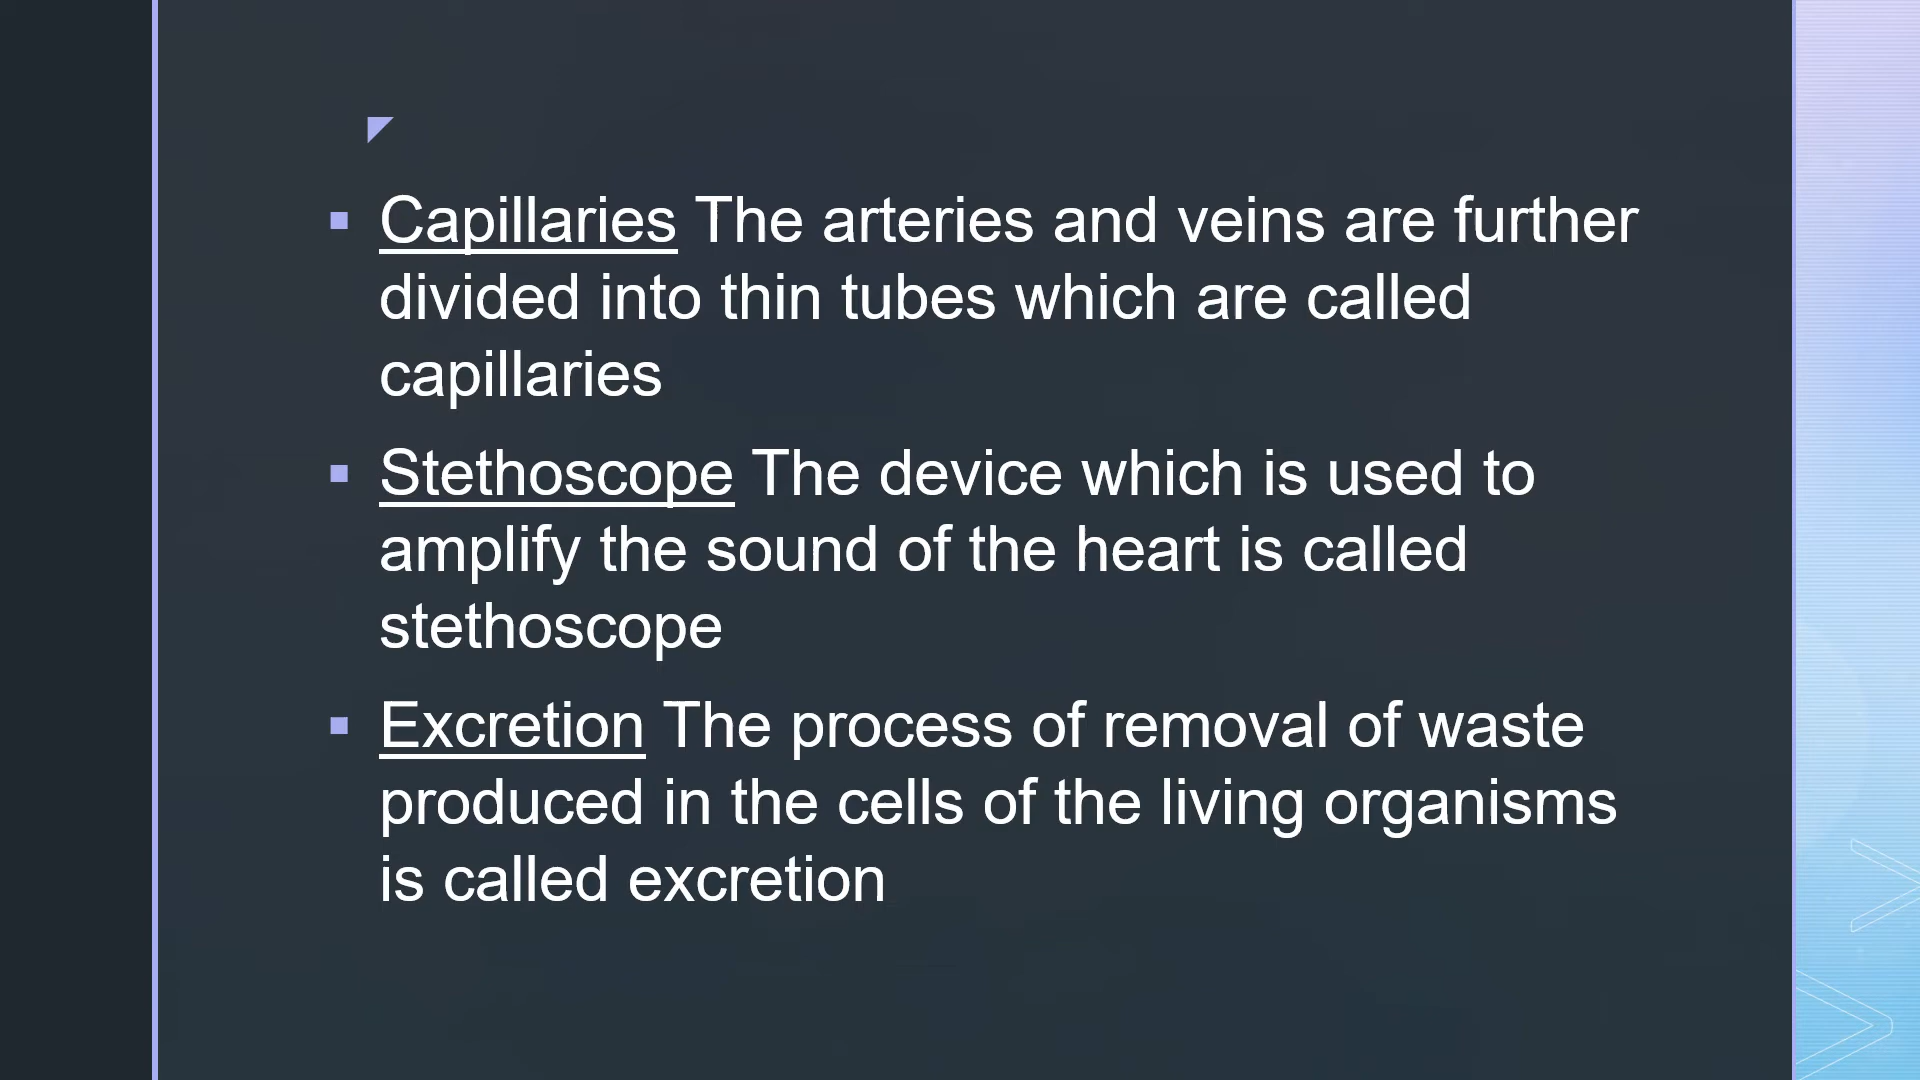 Capillaries The arteries and veins are further
divided into thin tubes which are called
capillaries
Stethoscope The device which is used to
amplify the sound of the heart is called
stethoscope
Excretion The process of removal of waste
produced in the cells of the living organisms
is called excretion